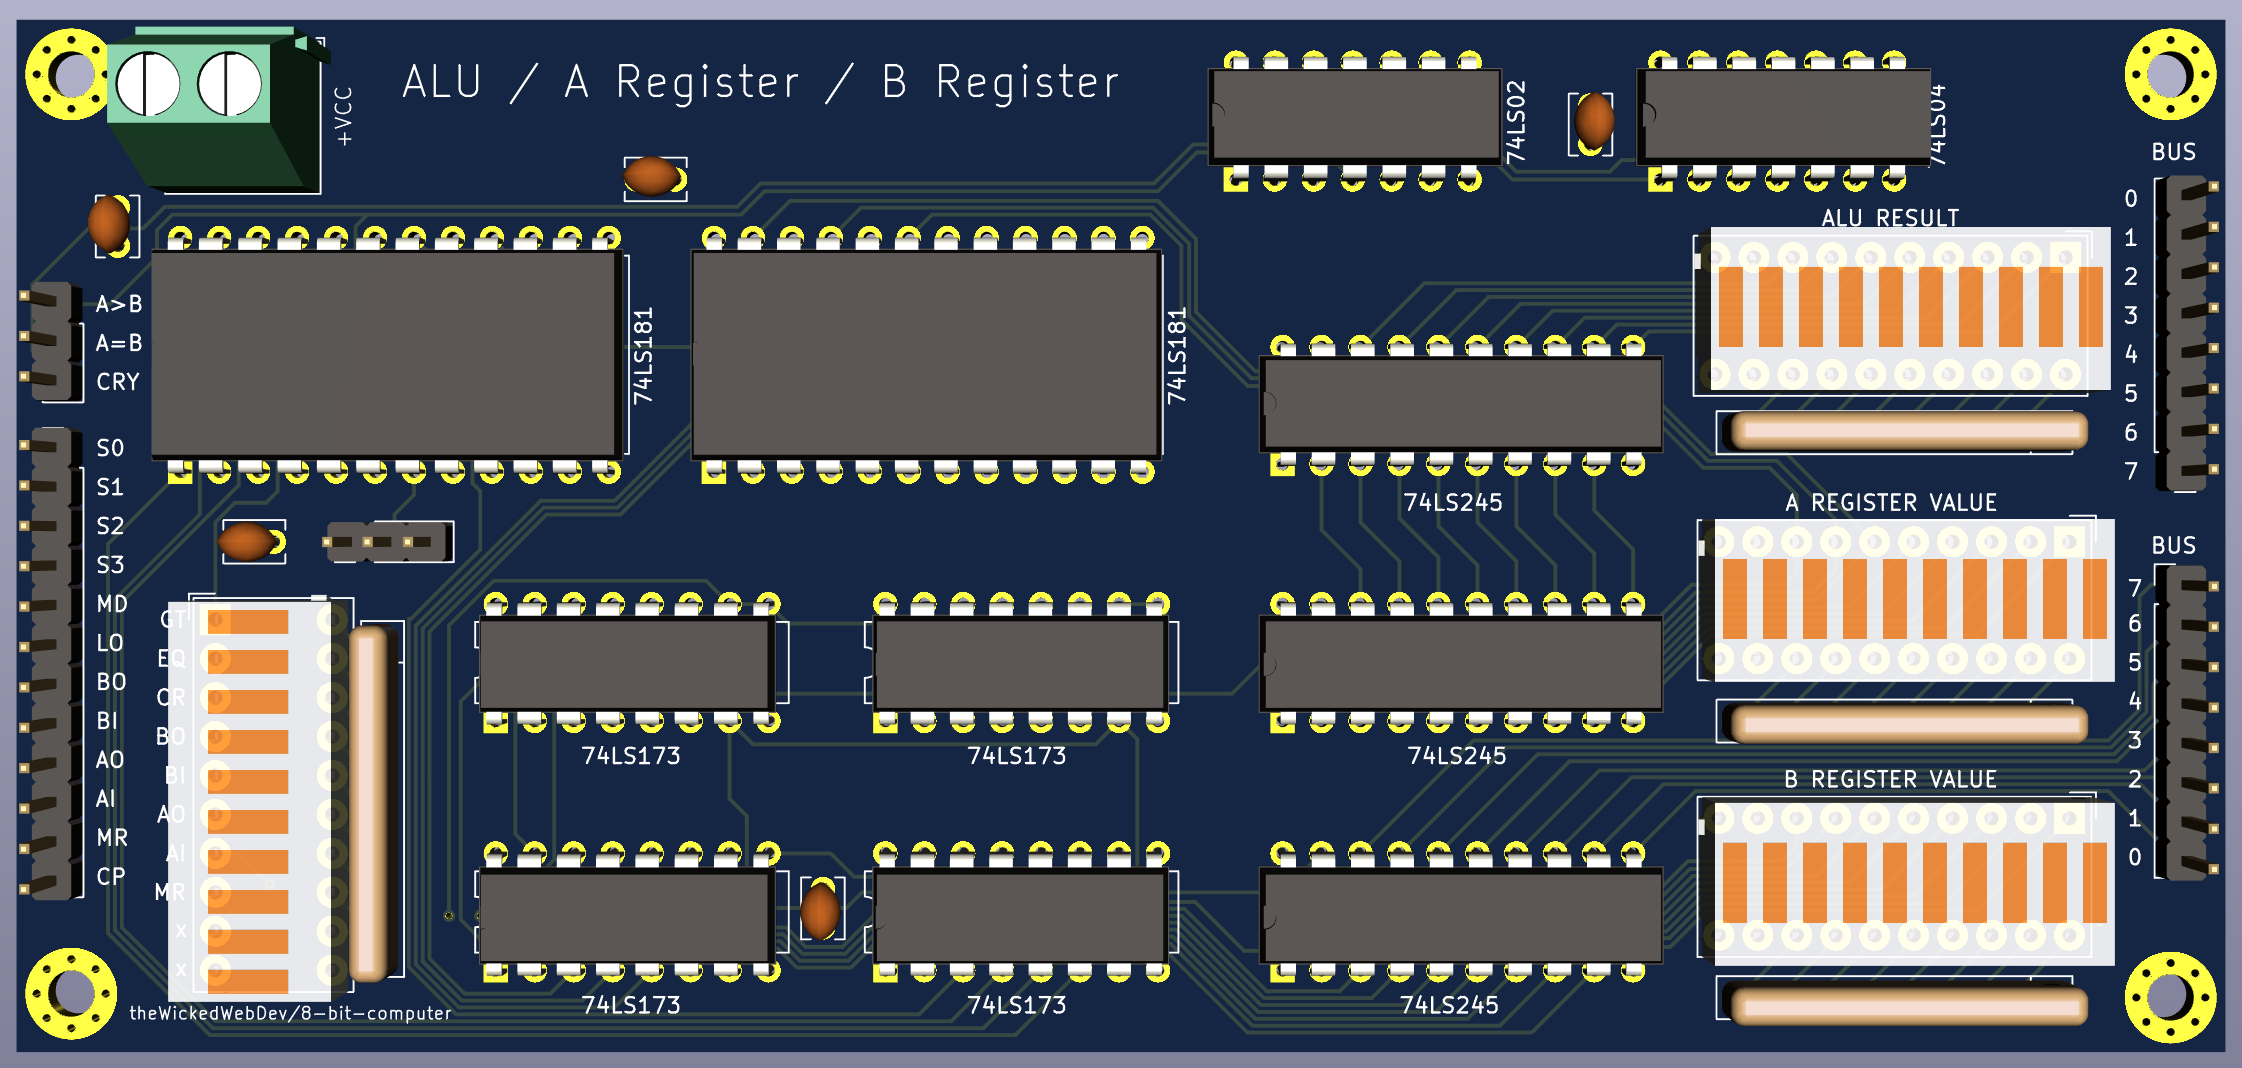 ALU / A Register / B Register
+VCC
74LS02
74LS04
BUS
0
1
2
3
4
5
6
7
ALU RESULT
A>B
A=B
CRY
74LS181
74LS181
S0
S1
S2
S3
MD
LO
BO
BI
AO
AI
MR
CP
74LS245
A REGISTER VALUE
BUS
7
6
5
4
3
2
1
0
GT
EQ
CR
BO
BI
AO
AI
MR
x
x
74LS173
74LS173
74LS245
B REGISTER VALUE
74LS173
74LS173
74LS245
theWickedWebDev/8-bit-computer